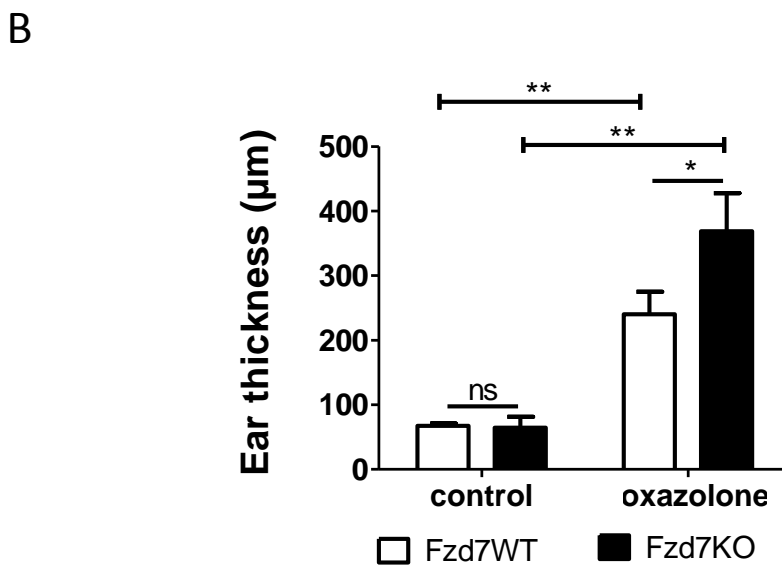 B
**
**
*
ns
Ear thickness (μm)
500
400
300
200
100
0
control oxazolone
Fzd7WT Fzd7KO